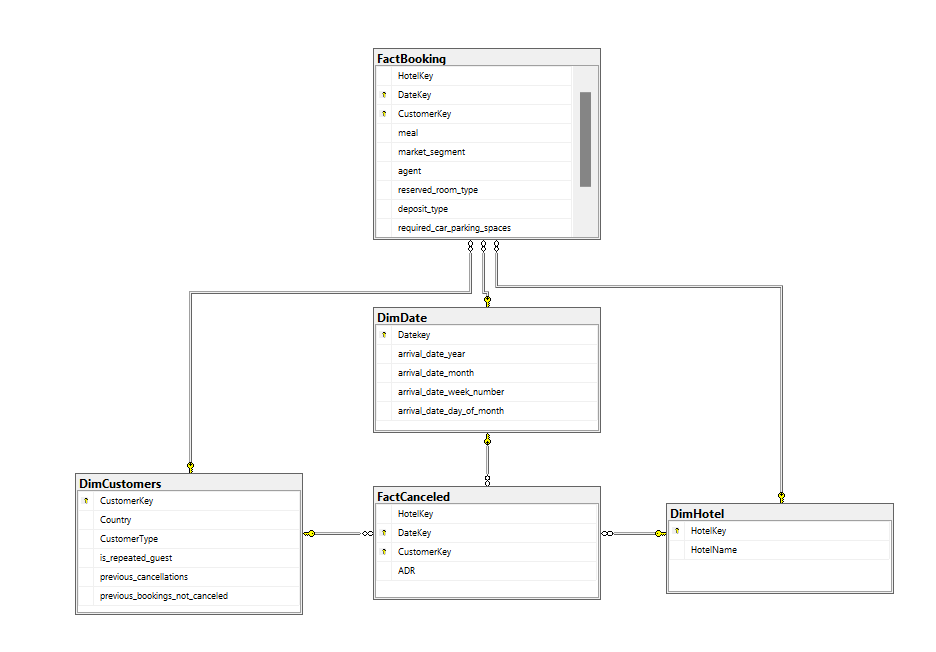 FactBooking
HotelKey
DateKey
CustomerKey
meal
market_segment
agent
reserved_room_type
deposit_type
required_car_parking_spaces
DimDate
Datekey
arrival_date_year
arrival_date_month
arrival_date_week_number
arrival_date_day_of_month
DimCustomers
CustomerKey
Country
CustomerType
is_repeated_guest
previous_cancellations
previous_bookings_not_canceled
FactCanceled
HotelKey
DateKey
CustomerKey
ADR
DimHotel
HotelKey
HotelName